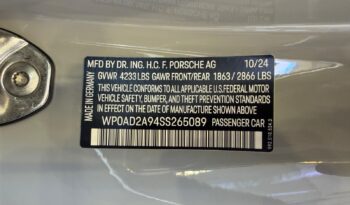 MFD BY DR. ING. H.C. F. PORSCHE AG 10/24
GVWR 4233 LBS GAWR FRONT/REAR 1863/2866 LBS
THIS VEHICLE CONFORMS TO ALL APPLICABLE U.S. FEDERAL MOTOR
VEHICLE SAFETY, BUMPER, AND THEFT PREVENTION STANDARDS
IN EFFECT ON THE DATE OF MANUFACTURE SHOWN ABOVE.
WP0AD2A94SS265089 PASSENGER CAR
MADE IN GERMANY